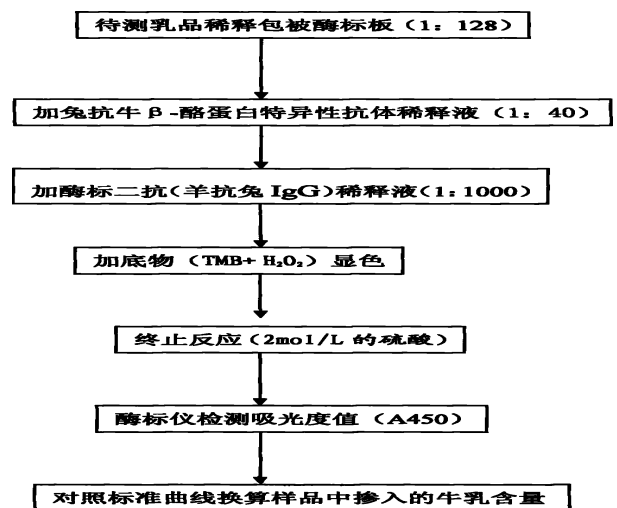 待测乳品稀释包被酶标板（1：128）
加兔抗牛β-酪蛋白特异性抗体稀释液（1：40）
加酶标二抗(羊抗兔IgG)稀释液(1:1000)
加底物（TMB+ H₂O₂）显色
终止反应(2mol/L 的硫酸)
酶标仪检测吸光度值（A450）
对照标准曲线换算样品中掺入的牛乳含量